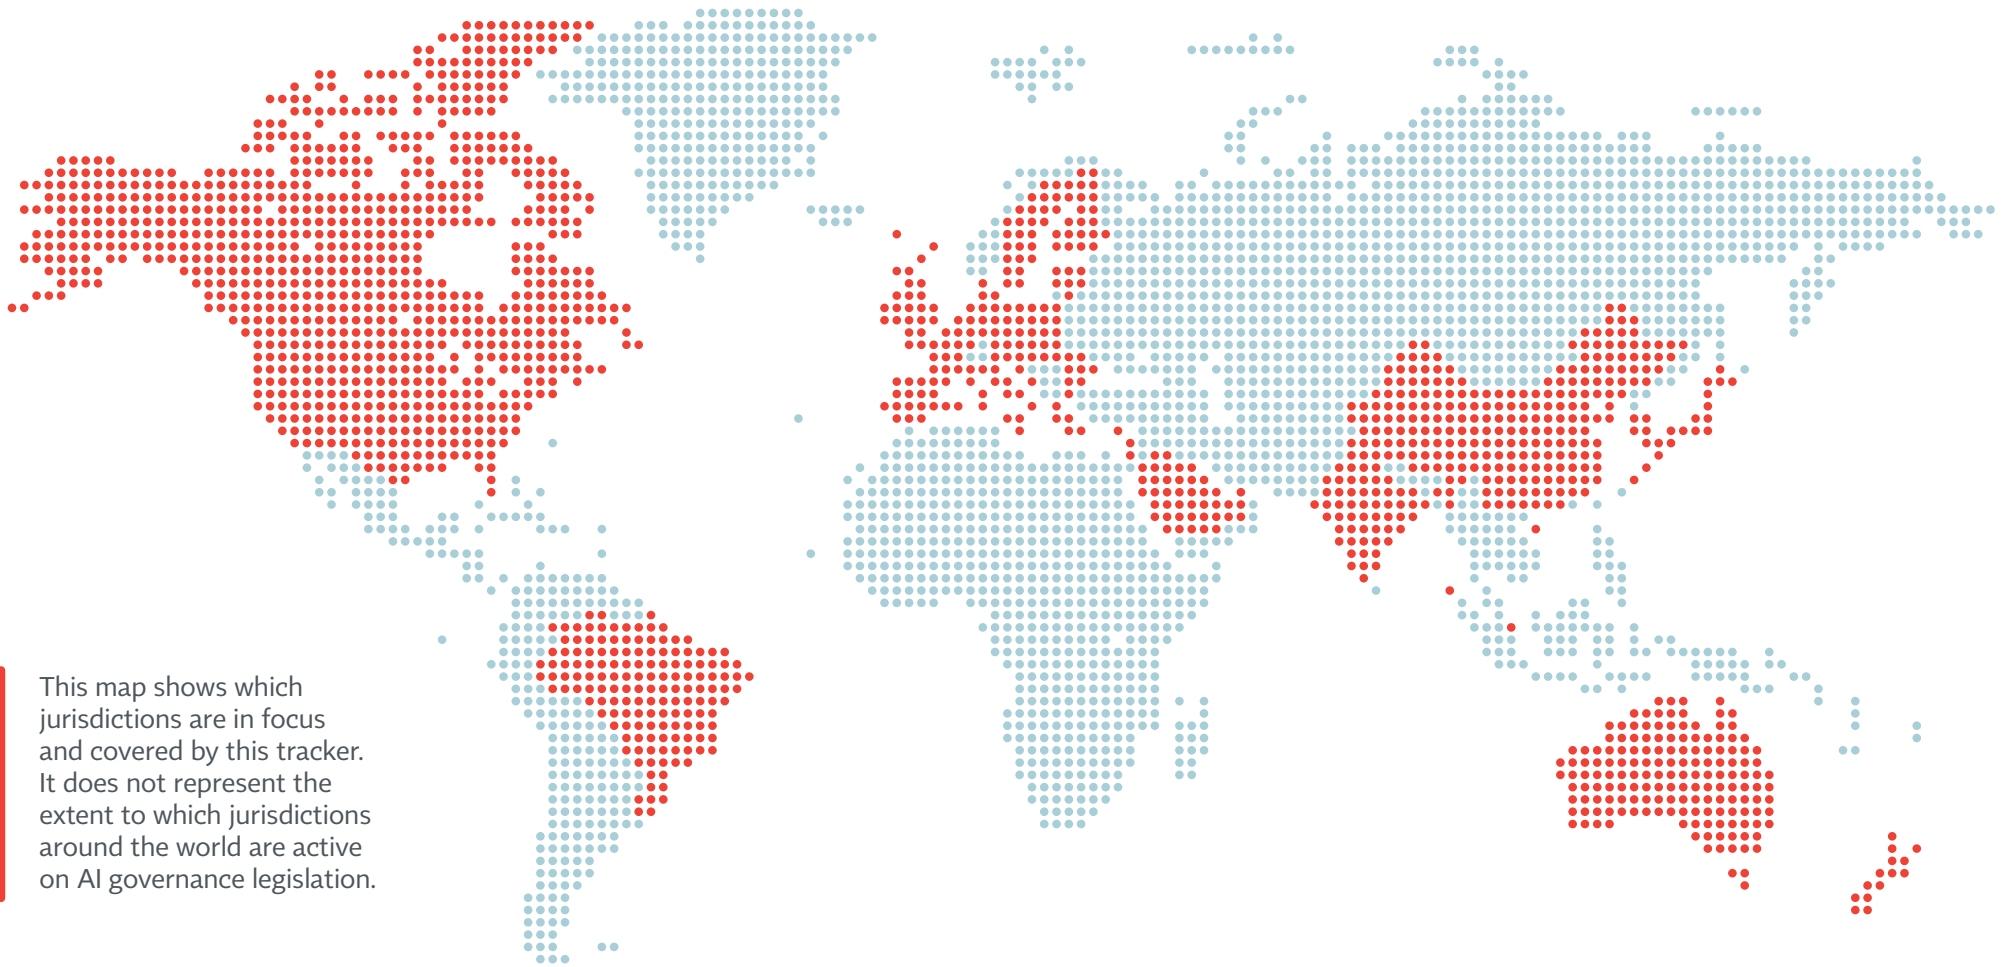 This map shows which
jurisdictions are in focus
and covered by this tracker.
It does not represent the
extent to which jurisdictions
around the world are active
on AI governance legislation.